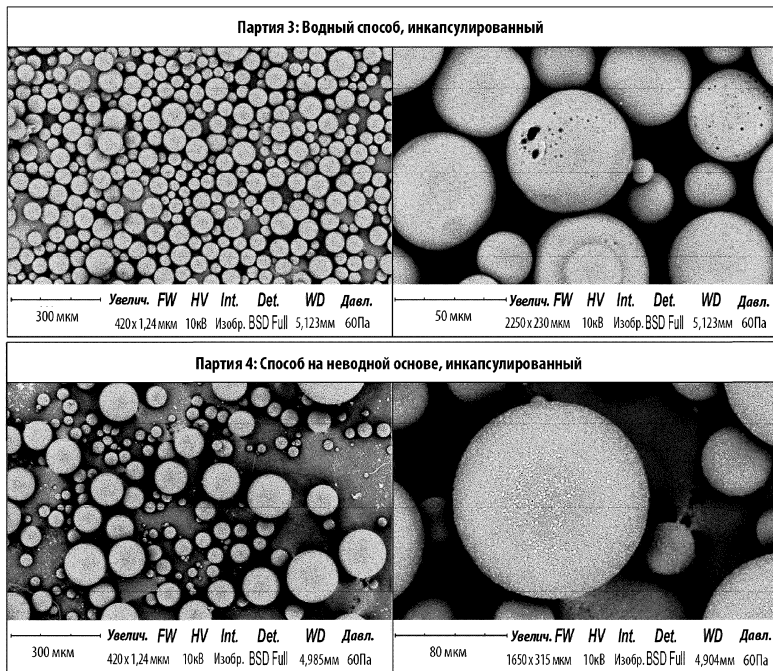 Партия 3: Водный способ, инкапсулированный
300 мкм
Увелич. FW HV Int. Det. WD Давл.
420 x 1,24 мкм 10кВ Изобр. BSD Full 5,123мм 60Па
50 мкм
Увелич. FW HV Int. Det. WD Давл.
2250 x 230 мкм 10кВ Изобр. BSD Full 5,123мм 60Па
Партия 4: Способ на неводной основе, инкапсулированный
300 мкм
Увелич. FW HV Int. Det. WD Давл.
420 x 1,24 мкм 10кВ Изобр. BSD Full 4,985мм 60Па
80 мкм
Увелич. FW HV Int. Det. WD Давл.
1650 x 315 мкм 10кВ Изобр. BSD Full 4,904мм 60Па